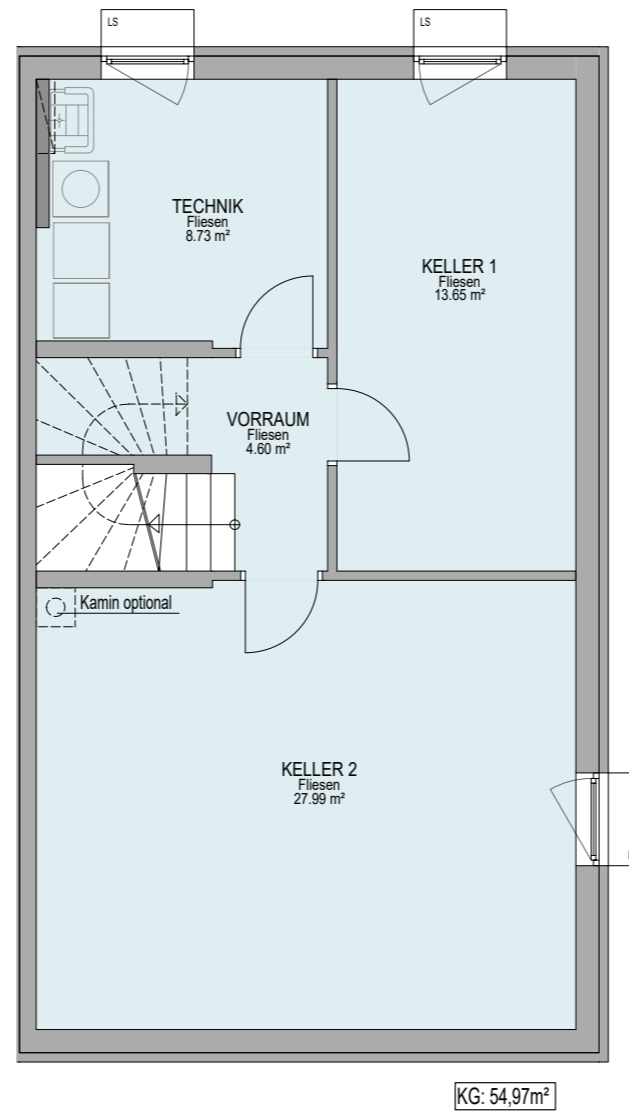 LS
LS
TECHNIK
Fliesen
8.73 m²
KELLER 1
Fliesen
13.65 m²
VORRAUM
Fliesen
4.60 m²
Kamin optional
KELLER 2
Fliesen
27.99 m²
KG: 54,97m²